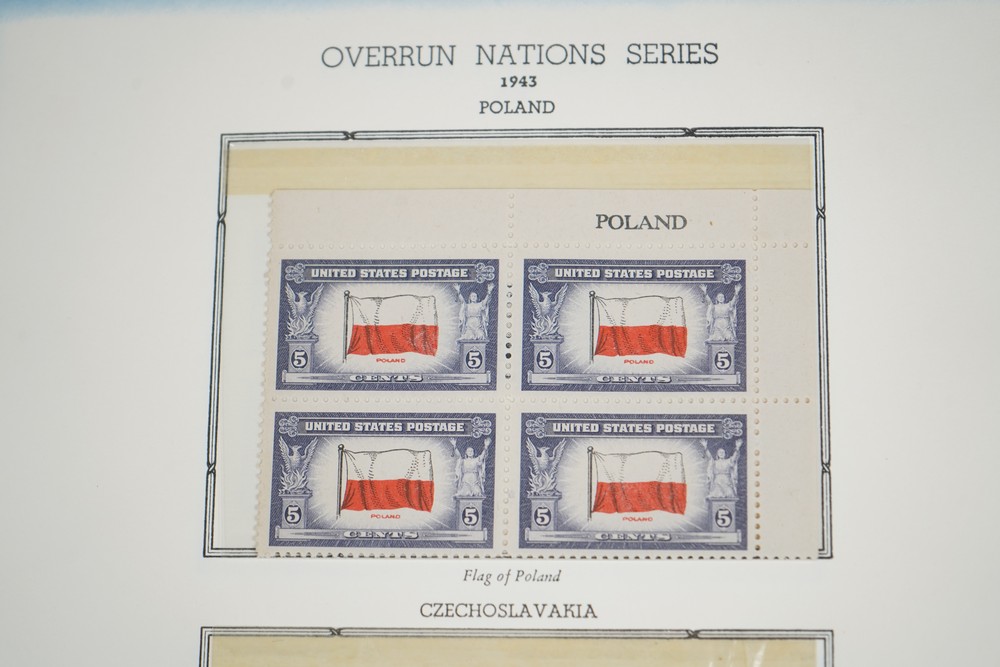 OVERRUN NATIONS SERIES
1943
POLAND
POLAND
UNITED STATES POSTAGE
POLAND
5 5
CENTS
UNITED STATES POSTAGE
POLAND
5 5
CENTS
UNITED STATES POSTAGE
POLAND
5 5
CENTS
UNITED STATES POSTAGE
POLAND
5 5
CENTS
Flag of Poland
CZECHOSLAVAKIA